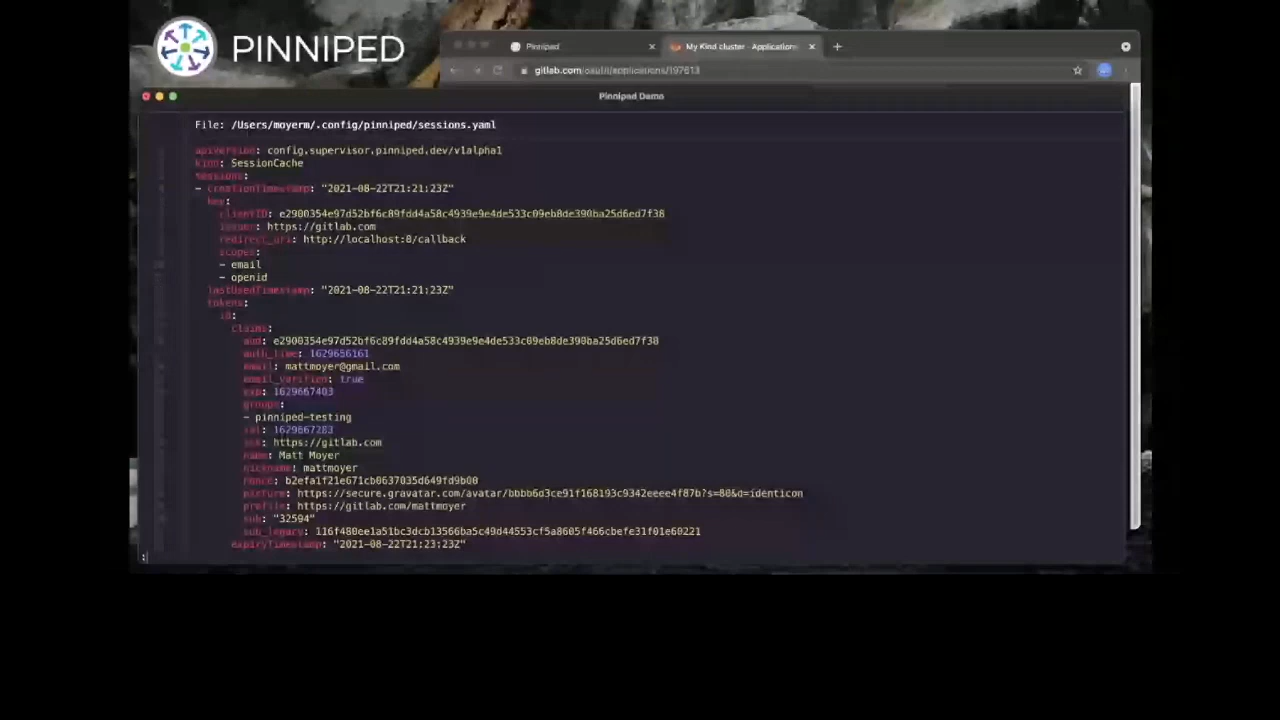 PINNIPED
Pinniped
My Kind cluster · Applications
gitlab.com/oauth/applications/197613
Pinniped Demo
File: /Users/moyerm/.config/pinniped/sessions.yaml
apiVersion: config.supervisor.pinniped.dev/v1alpha1
kind: SessionCache
sessions:
- creationTimestamp: "2021-08-22T21:21:23Z"
key:
clientID: e2900354e97d52bf6c89fdd4a58c4939e9e4de533c09eb8de390ba25d6ed7f38
issuer: https://gitlab.com
redirect_uri: http://localhost:0/callback
scopes:
- email
- openid
lastUsedTimestamp: "2021-08-22T21:21:23Z"
tokens:
id:
claims:
aud: e2900354e97d52bf6c89fdd4a58c4939e9e4de533c09eb8de390ba25d6ed7f38
auth_time: 1629656161
email: mattmoyer@gmail.com
email_verified: true
exp: 1629667403
groups:
- pinniped-testing
iat: 1629667283
iss: https://gitlab.com
name: Matt Moyer
nickname: mattmoyer
nonce: b2efa1f21e671cb0637035d649fd9b00
picture: https://secure.gravatar.com/avatar/bbbb6d3ce91f168193c9342eeee4f87b?s=80&d=identicon
profile: https://gitlab.com/mattmoyer
sub: "32594"
sub_legacy: 116f480ee1a51bc3dcb13566ba5c49d44553cf5a8605f466cbefe31f01e60221
expiryTimestamp: "2021-08-22T21:23:23Z"
: